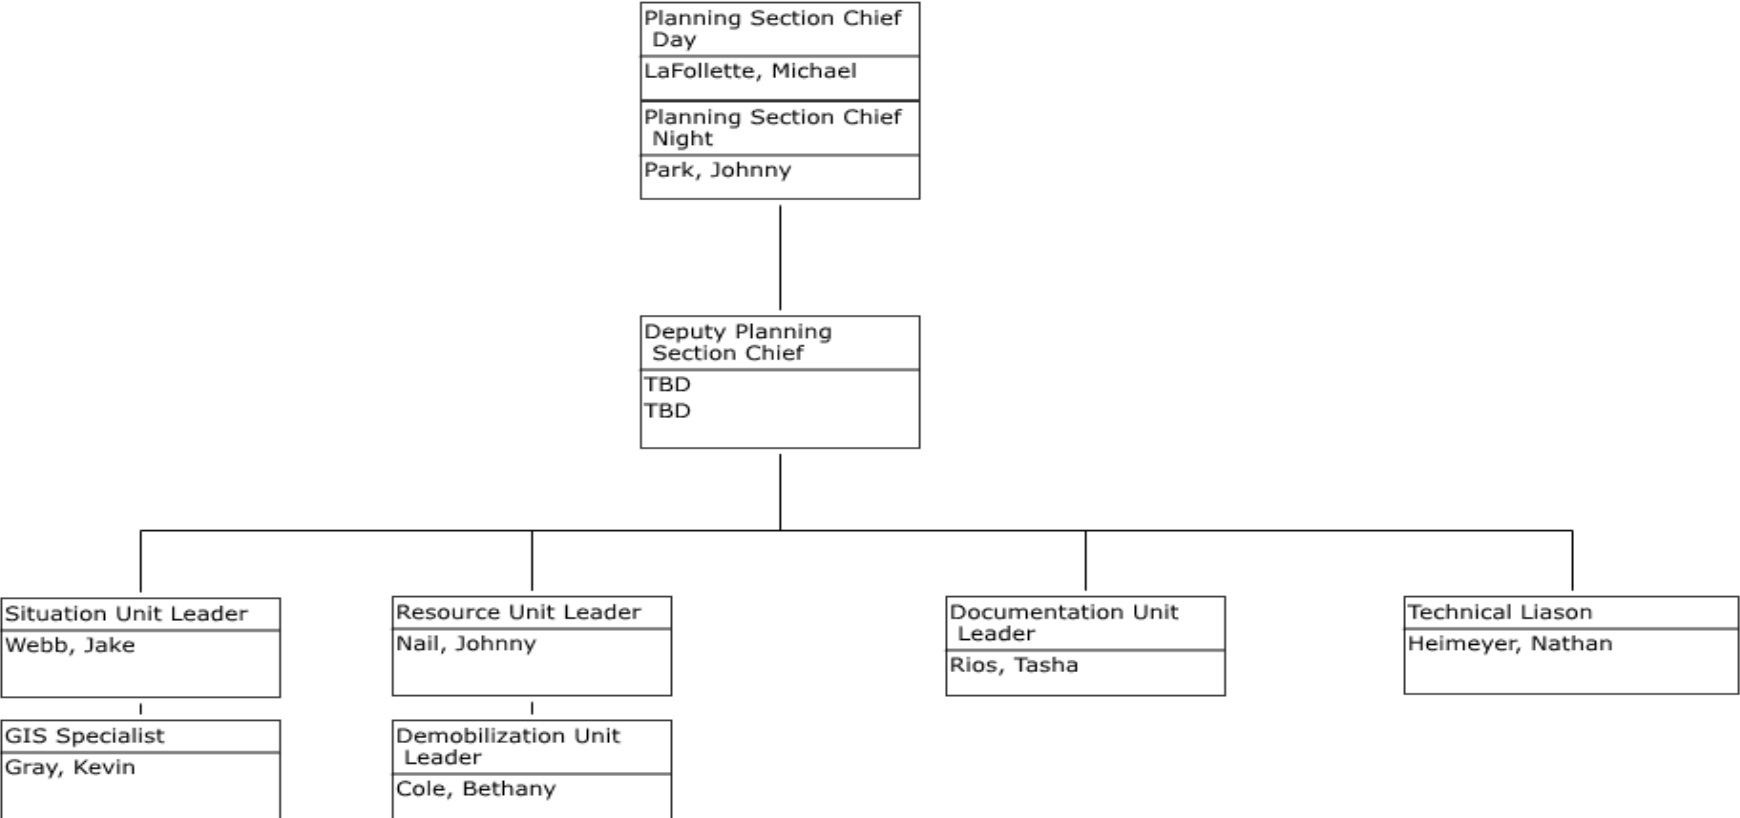 Planning Section Chief
Day
LaFollette, Michael
Planning Section Chief
Night
Park, Johnny
Deputy Planning
Section Chief
TBD
TBD
Situation Unit Leader
Webb, Jake
GIS Specialist
Gray, Kevin
Resource Unit Leader
Nail, Johnny
Demobilization Unit
Leader
Cole, Bethany
Documentation Unit
Leader
Rios, Tasha
Technical Liason
Heimeyer, Nathan